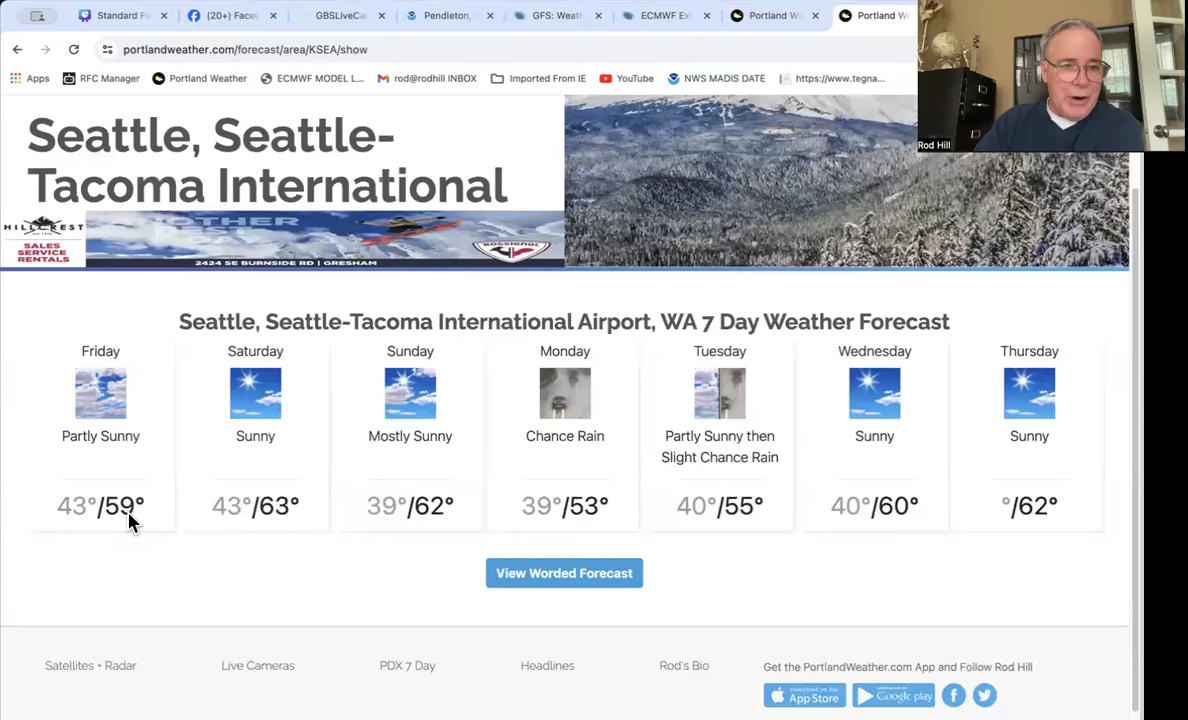 Standard Fo
(20+) Face
GBSLiveCa
Pendleton,
GFS: Weat
ECMWF Ex
Portland W
Portland We
portlandweather.com/forecast/area/KSEA/show
Apps
RFC Manager
Portland Weather
ECMWF MODEL L...
rod@rodhill INBOX
Imported From IE
YouTube
NWS MADIS DATE
https://www.tegna...
Rod Hill
Seattle, Seattle-
Tacoma International
HILLCREST
SALES
SERVICE
RENTALS
2424 SE BURNSIDE RD | GRESHAM
ROSSIGNOL
Seattle, Seattle-Tacoma International Airport, WA 7 Day Weather Forecast
Friday
Partly Sunny
43°/59°
Saturday
Sunny
43°/63°
Sunday
Mostly Sunny
39°/62°
Monday
Chance Rain
39°/53°
Tuesday
Partly Sunny then
Slight Chance Rain
40°/55°
Wednesday
Sunny
40°/60°
Thursday
Sunny
°/62°
View Worded Forecast
Satellites + Radar
Live Cameras
PDX 7 Day
Headlines
Rod's Bio
Get the PortlandWeather.com App and Follow Rod Hill
Download on the
App Store
Google play